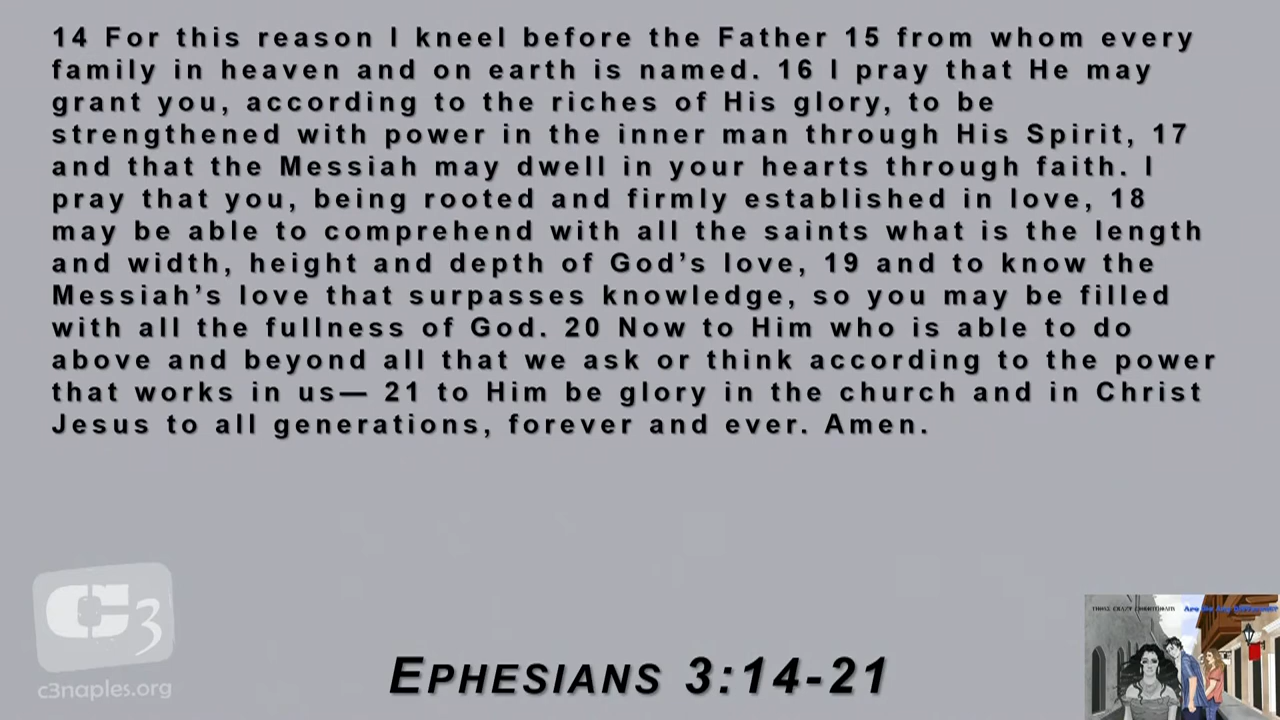 14 For this reason I kneel before the Father 15 from whom every
family in heaven and on earth is named. 16 I pray that He may
grant you, according to the riches of His glory, to be
strengthened with power in the inner man through His Spirit, 17
and that the Messiah may dwell in your hearts through faith. I
pray that you, being rooted and firmly established in love, 18
may be able to comprehend with all the saints what is the length
and width, height and depth of God’s love, 19 and to know the
Messiah’s love that surpasses knowledge, so you may be filled
with all the fullness of God. 20 Now to Him who is able to do
above and beyond all that we ask or think according to the power
that works in us— 21 to Him be glory in the church and in Christ
Jesus to all generations, forever and ever. Amen.
C3
c3naples.org
EPHESIANS 3:14-21
THOSE CRAZY CORINTHIANS
Are